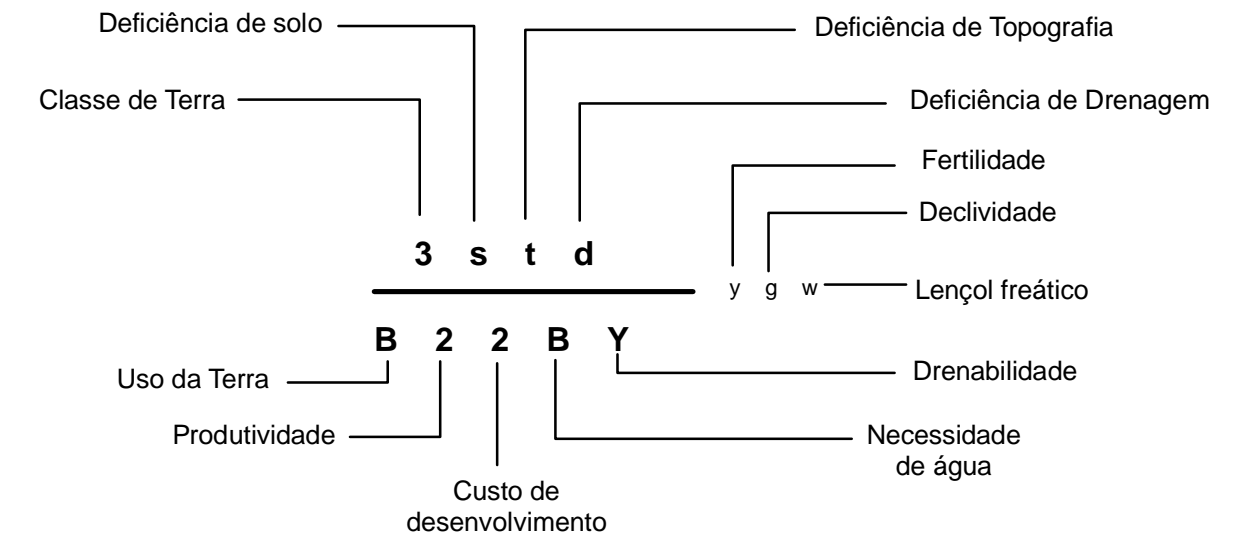 Deficiência de solo
Deficiência de Topografia
Classe de Terra
Deficiência de Drenagem
Fertilidade
Declividade
3 s t d
y g w
Lençol freático
B 2 2 B Y
Uso da Terra
Drenabilidade
Produtividade
Necessidade
de água
Custo de
desenvolvimento